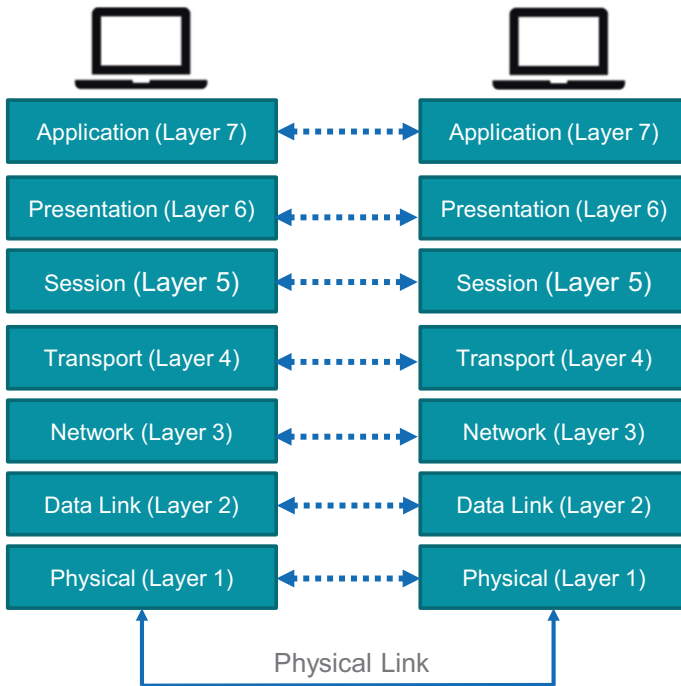 Application (Layer 7)
Application (Layer 7)
Presentation (Layer 6)
Presentation (Layer 6)
Session (Layer 5)
Session (Layer 5)
Transport (Layer 4)
Transport (Layer 4)
Network (Layer 3)
Network (Layer 3)
Data Link (Layer 2)
Data Link (Layer 2)
Physical (Layer 1)
Physical (Layer 1)
Physical Link